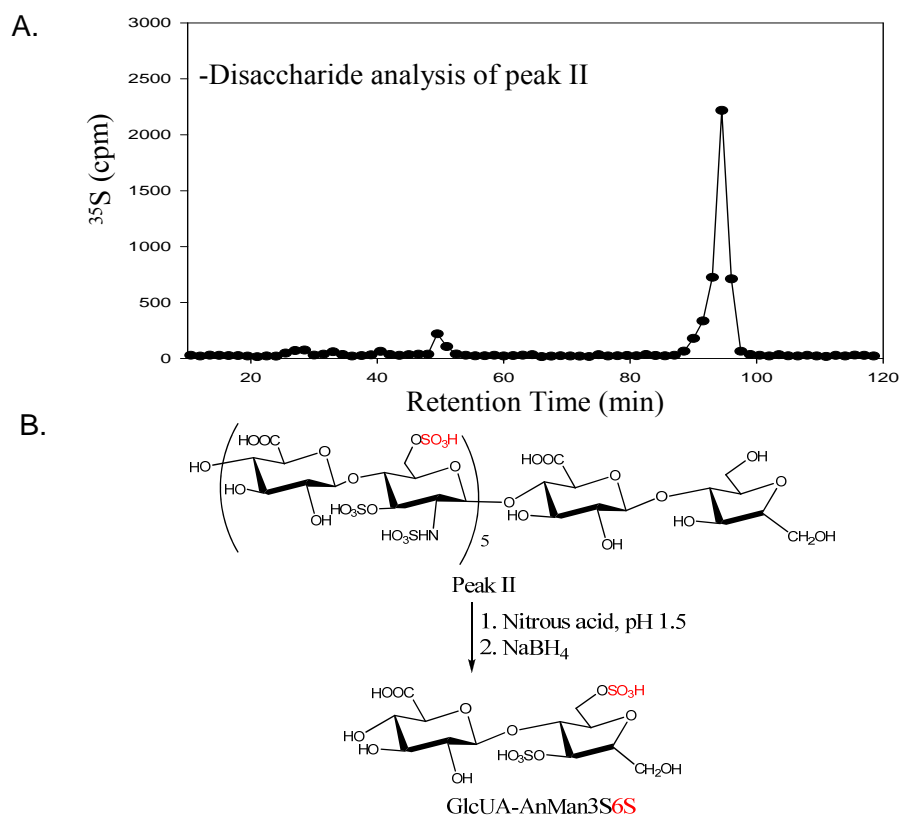 A.
-Disaccharide analysis of peak II
³⁵S (cpm)
3000
2500
2000
1500
1000
500
0
20 40 60 80 100 120
Retention Time (min)
B.
HOOC O OSO₃H O HOOC O OH O
HO O O O O
HO OH HO₃SO HO₃SHN 5 HO OH HO CH₂OH
Peak II
1. Nitrous acid, pH 1.5
2. NaBH₄
HOOC O OSO₃H O
HO O O
HO OH HO₃SO CH₂OH
GlcUA-AnMan3S6S